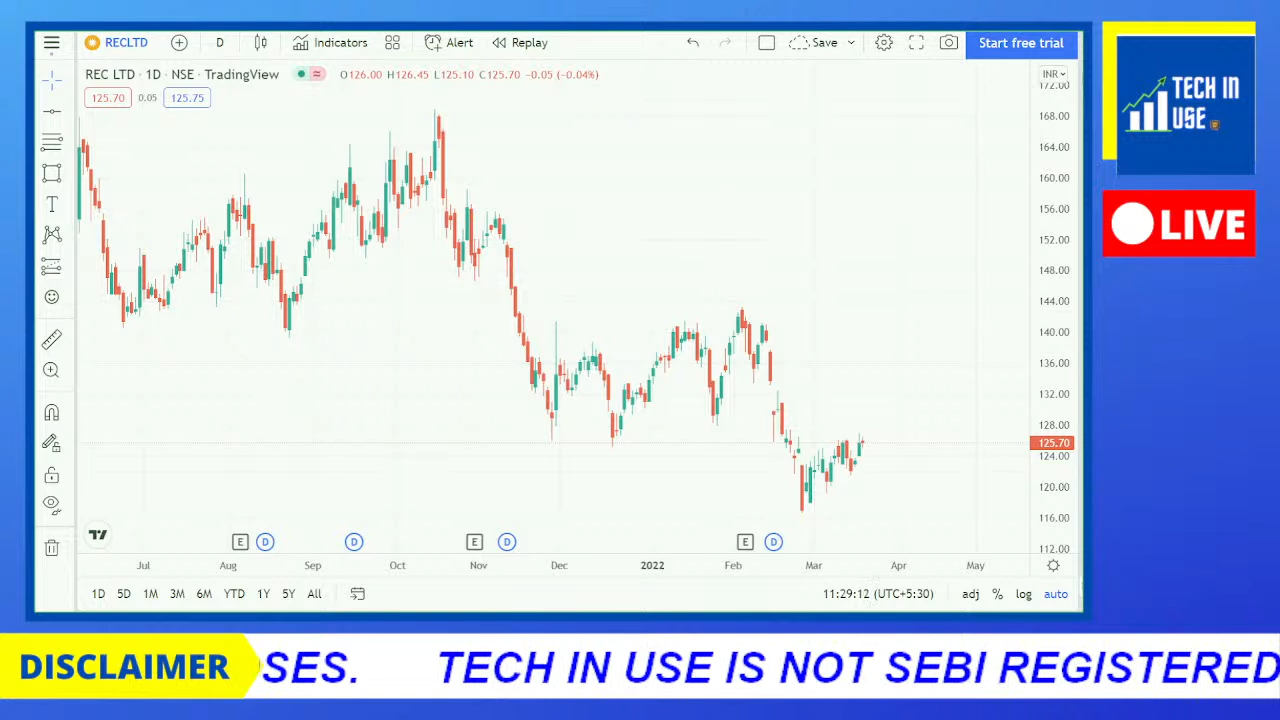 RECLTD D Indicators Alert Replay Save Start free trial
REC LTD · 1D · NSE · TradingView O126.00 H126.45 L125.10 C125.70 -0.05 (-0.04%) INR
125.70 0.05 125.75
172.00
168.00
164.00
160.00
156.00
152.00
148.00
144.00
140.00
136.00
132.00
128.00
125.70
124.00
120.00
116.00
112.00
T
E D D E D E D
Jul Aug Sep Oct Nov Dec 2022 Feb Mar Apr May
1D 5D 1M 3M 6M YTD 1Y 5Y All 11:29:12 (UTC+5:30) adj % log auto
TECH IN
USE
LIVE
DISCLAIMER SES. TECH IN USE IS NOT SEBI REGISTERED